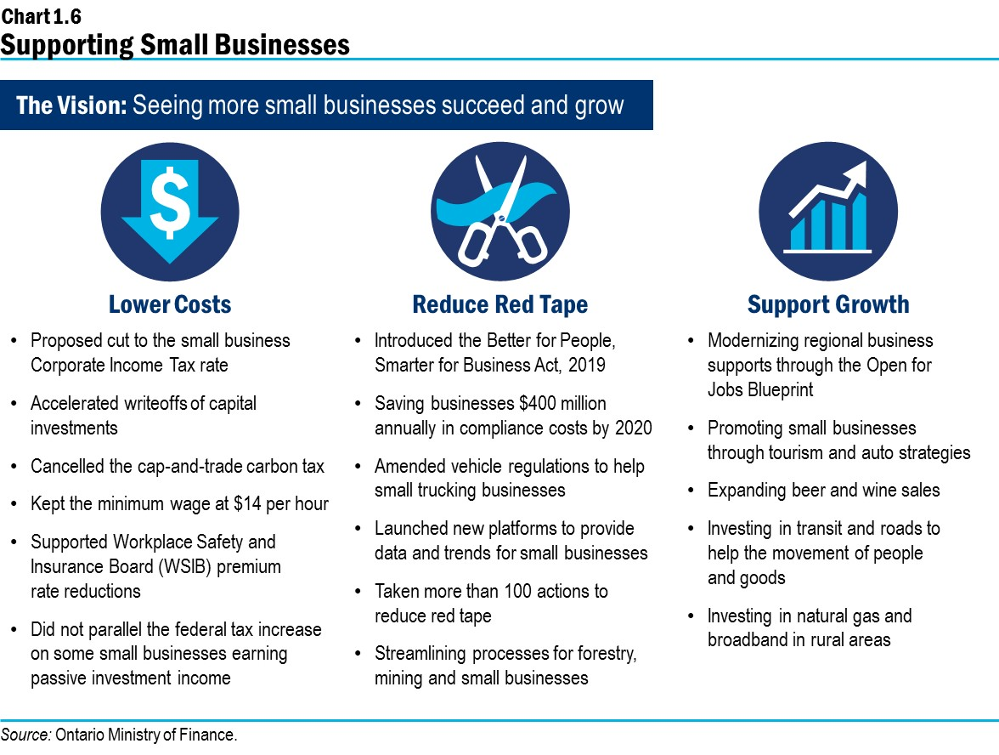 Chart 1.6
Supporting Small Businesses
The Vision: Seeing more small businesses succeed and grow
$
Lower Costs
• Proposed cut to the small business
Corporate Income Tax rate
• Accelerated writeoffs of capital
investments
• Cancelled the cap-and-trade carbon tax
• Kept the minimum wage at $14 per hour
• Supported Workplace Safety and
Insurance Board (WSIB) premium
rate reductions
• Did not parallel the federal tax increase
on some small businesses earning
passive investment income
Reduce Red Tape
• Introduced the Better for People,
Smarter for Business Act, 2019
• Saving businesses $400 million
annually in compliance costs by 2020
• Amended vehicle regulations to help
small trucking businesses
• Launched new platforms to provide
data and trends for small businesses
• Taken more than 100 actions to
reduce red tape
• Streamlining processes for forestry,
mining and small businesses
Support Growth
• Modernizing regional business
supports through the Open for
Jobs Blueprint
• Promoting small businesses
through tourism and auto strategies
• Expanding beer and wine sales
• Investing in transit and roads to
help the movement of people
and goods
• Investing in natural gas and
broadband in rural areas
Source: Ontario Ministry of Finance.